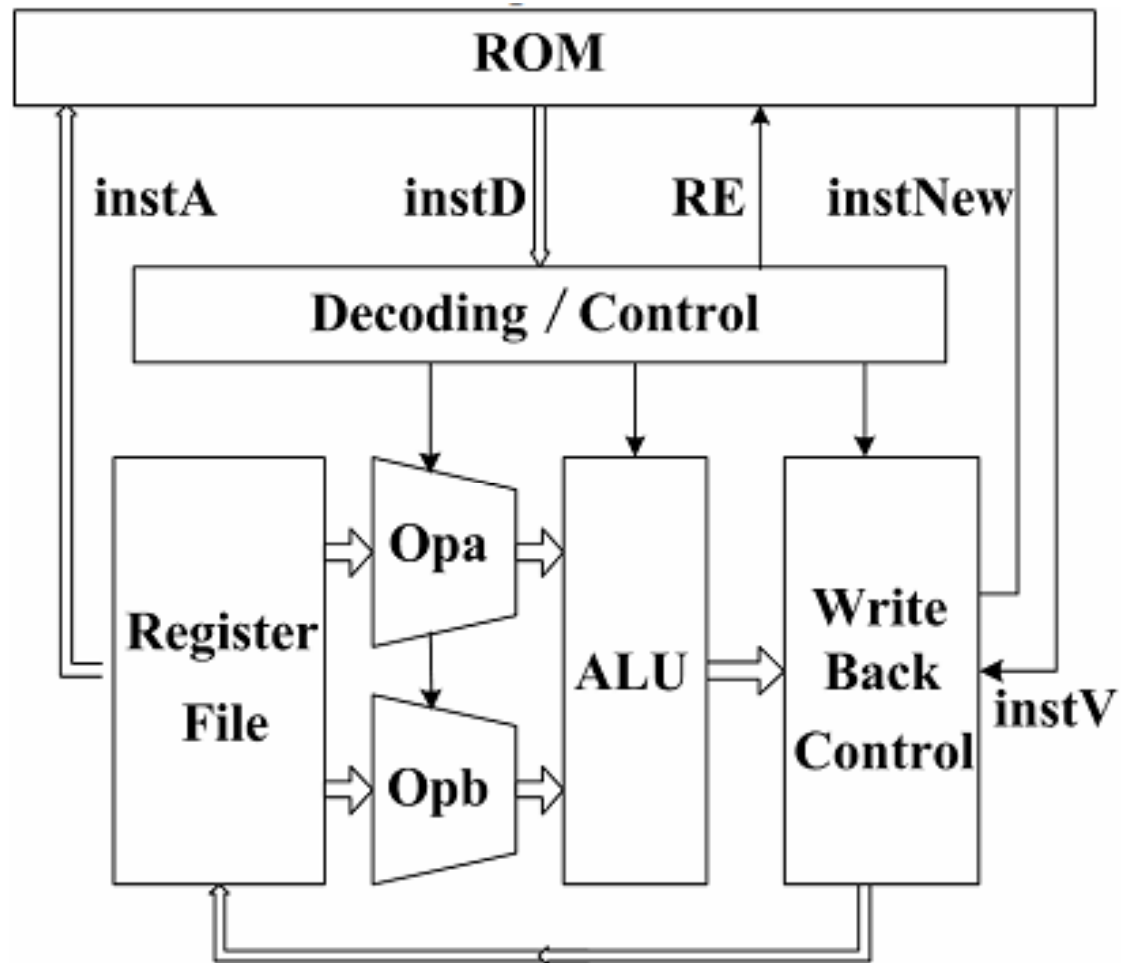 ROM
instA
instD
RE
instNew
Decoding / Control
Opa
Register
File
ALU
Write
Back
Control
instV
Opb